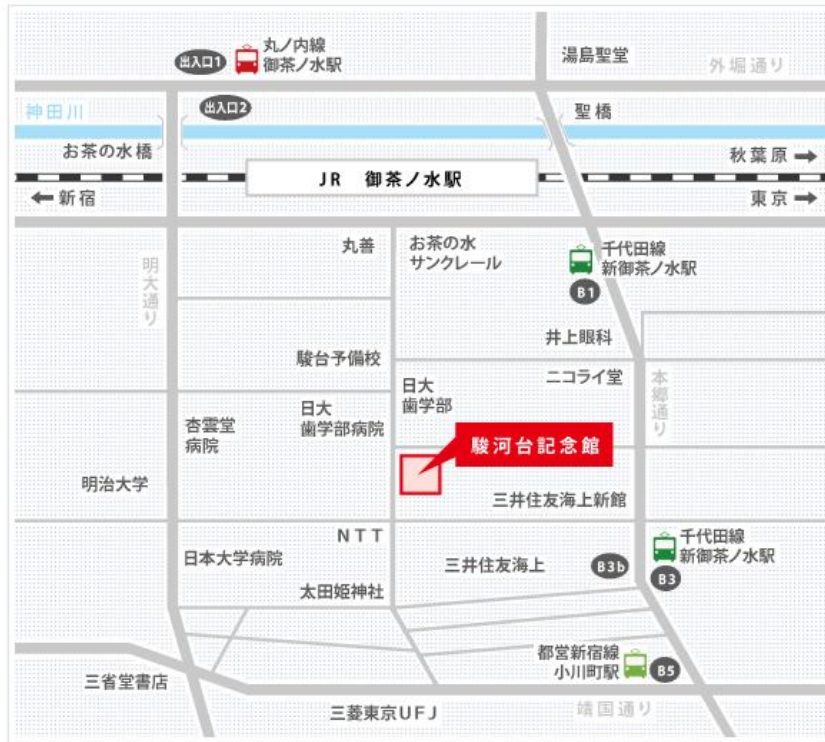 丸ノ内線
出入口1
御茶ノ水駅
湯島聖堂
外堀通り
出入口2
神田川
聖橋
お茶の水橋
秋葉原→
JR 御茶ノ水駅
←新宿
東京→
丸善
お茶の水
サンクレール
千代田線
新御茶ノ水駅
B1
明大通り
井上眼科
駿台予備校
ニコライ堂
本郷通り
日大
歯学部
日大
歯学部病院
杏雲堂
病院
駿河台記念館
明治大学
三井住友海上新館
NTT
千代田線
新御茶ノ水駅
日本大学病院
三井住友海上
B3b
B3
太田姫神社
都営新宿線
小川町駅
B5
三省堂書店
三菱東京UFJ
靖国通り